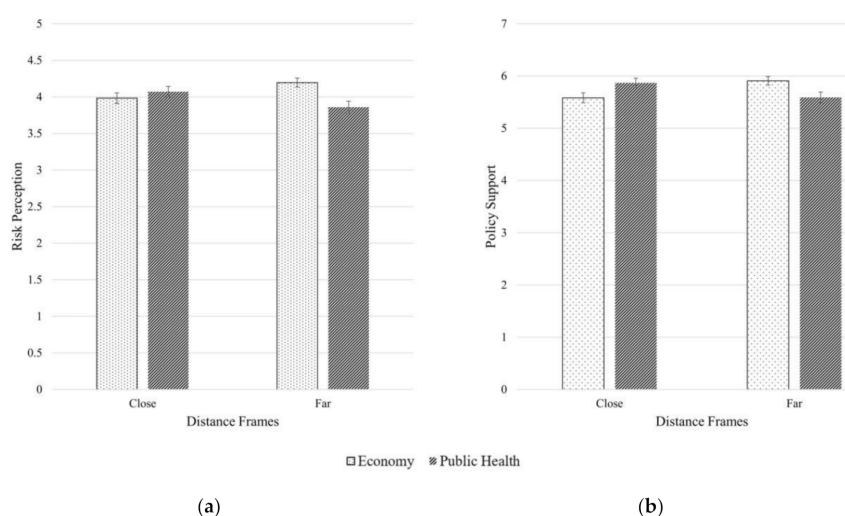 5
4.5
4
3.5
3
2.5
2
1.5
1
0.5
0
Risk Perception
Close
Far
Distance Frames
7
6
5
4
3
2
1
0
Policy Support
Close
Far
Distance Frames
Economy Public Health
(a)
(b)